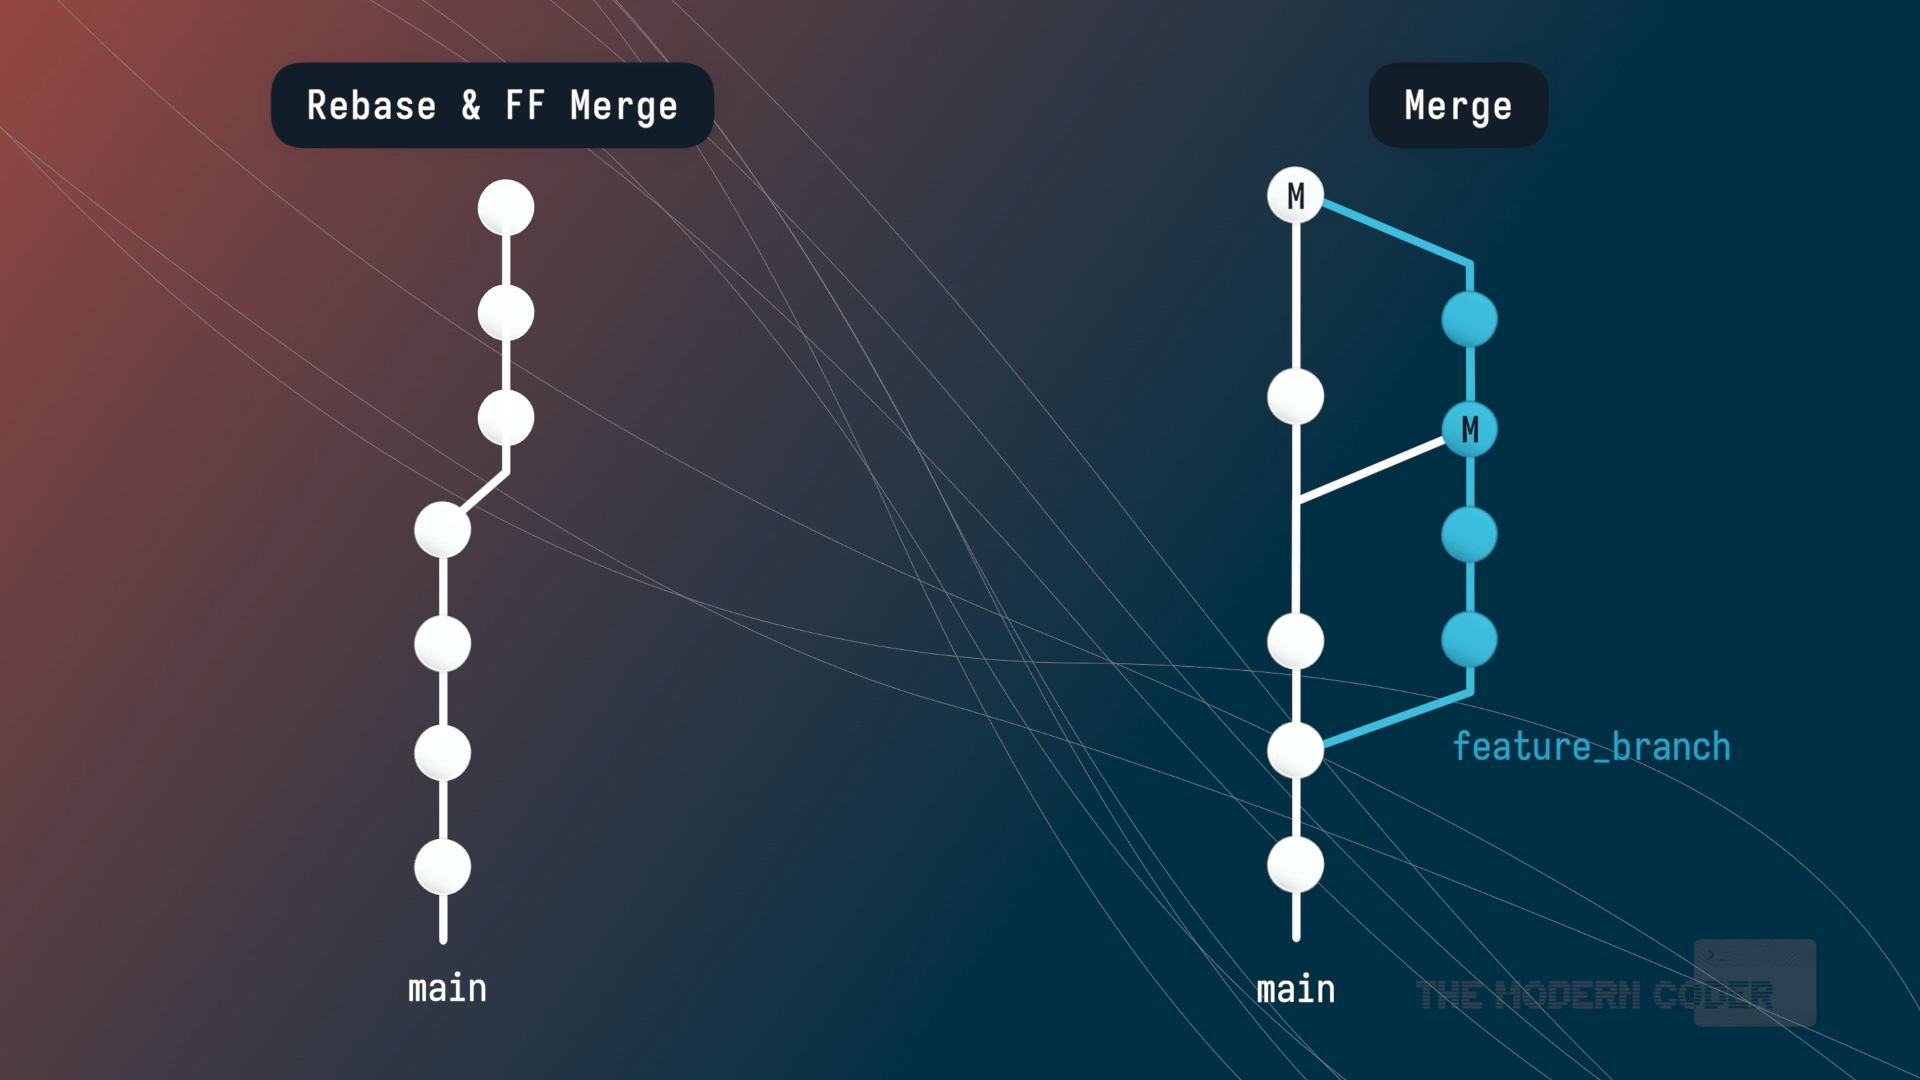 Rebase & FF Merge
Merge
M
M
feature_branch
main
main
>_
THE MODERN CODER